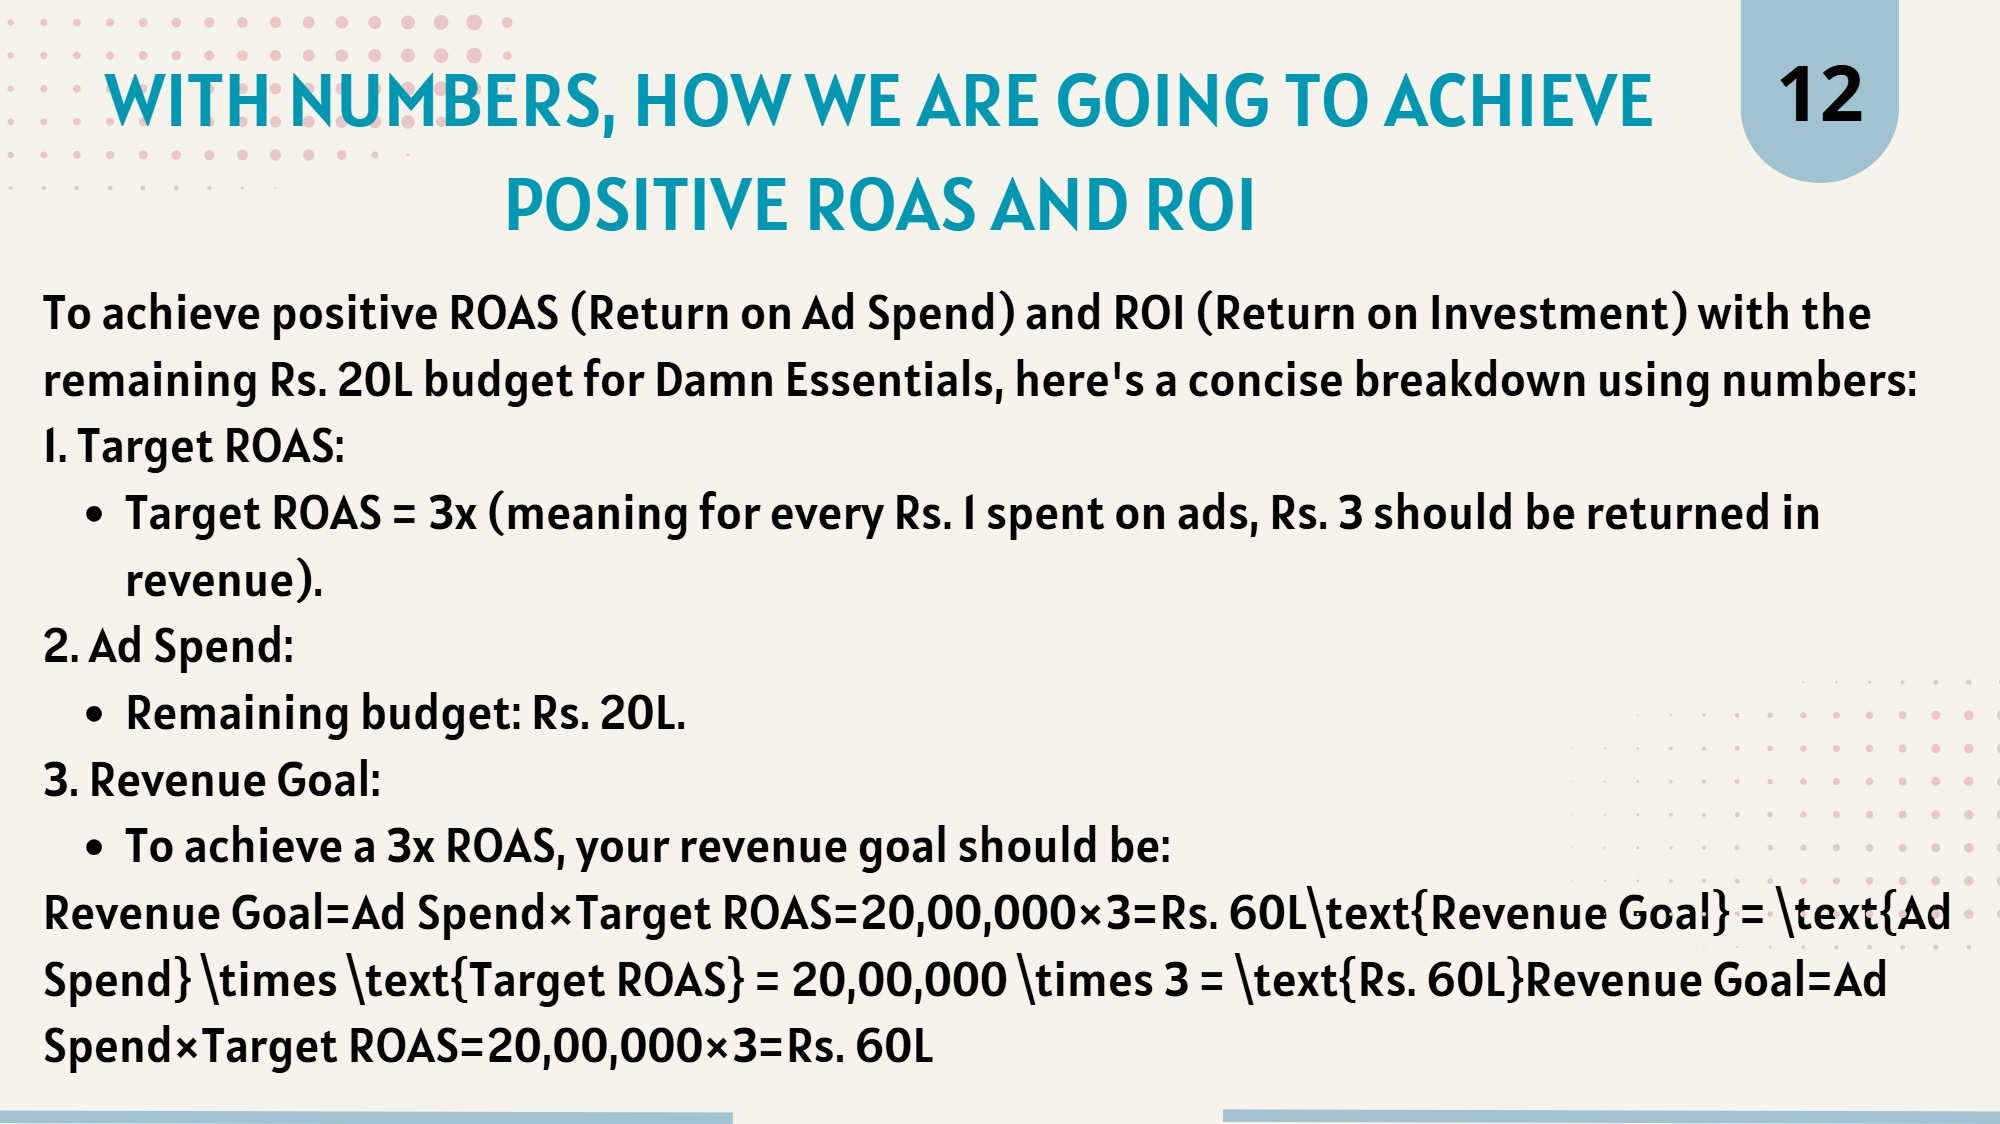 WITH NUMBERS, HOW WE ARE GOING TO ACHIEVE
POSITIVE ROAS AND ROI
12
To achieve positive ROAS (Return on Ad Spend) and ROI (Return on Investment) with the
remaining Rs. 20L budget for Damn Essentials, here's a concise breakdown using numbers:
1. Target ROAS:
• Target ROAS = 3x (meaning for every Rs. 1 spent on ads, Rs. 3 should be returned in
revenue).
2. Ad Spend:
• Remaining budget: Rs. 20L.
3. Revenue Goal:
• To achieve a 3x ROAS, your revenue goal should be:
Revenue Goal=Ad Spend×Target ROAS=20,00,000×3=Rs. 60L\text{Revenue Goal} = \text{Ad
Spend} \times \text{Target ROAS} = 20,00,000 \times 3 = \text{Rs. 60L}Revenue Goal=Ad
Spend×Target ROAS=20,00,000×3=Rs. 60L